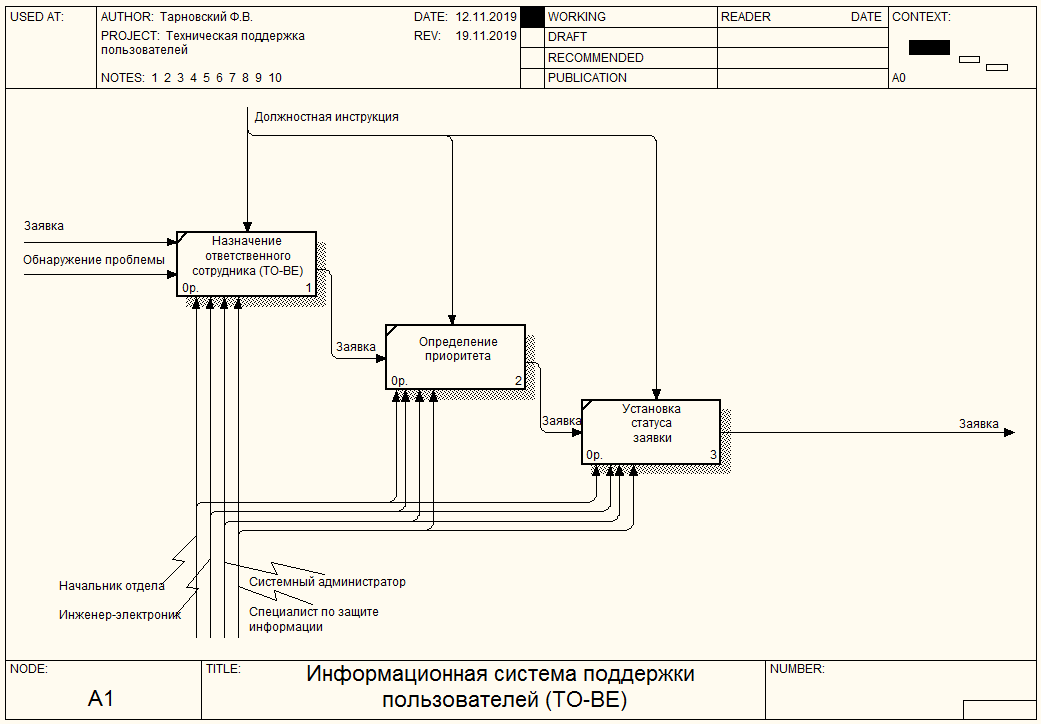 USED AT:
AUTHOR: Тарновский Ф.В.
DATE: 12.11.2019
WORKING
READER
DATE
CONTEXT:
PROJECT: Техническая поддержка
пользователей
REV: 19.11.2019
DRAFT
RECOMMENDED
NOTES: 1 2 3 4 5 6 7 8 9 10
PUBLICATION
A0
Должностная инструкция
Заявка
Обнаружение проблемы
Назначение
ответственного
сотрудника (TO-BE)
0р. 1
Заявка
Определение
приоритета
0р. 2
Заявка
Установка
статуса
заявки
0р. 3
Заявка
Начальник отдела
Инженер-электроник
Системный администратор
Специалист по защите
информации
NODE:
A1
TITLE:
Информационная система поддержки
пользователей (TO-BE)
NUMBER: